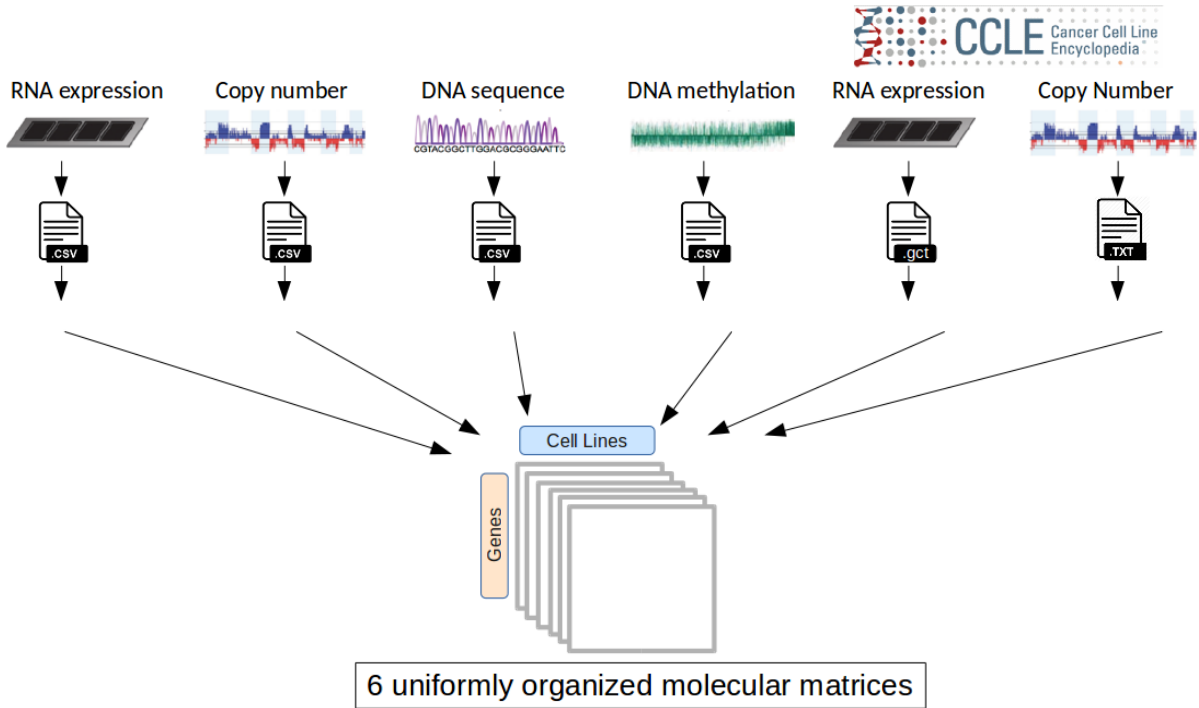 CCLE Cancer Cell Line
Encyclopedia
RNA expression Copy number DNA sequence DNA methylation RNA expression Copy Number
CGTACGGCTTGGACGCGGGAATTC
.CSV .CSV .CSV .CSV .gct .TXT
Cell Lines
Genes
6 uniformly organized molecular matrices